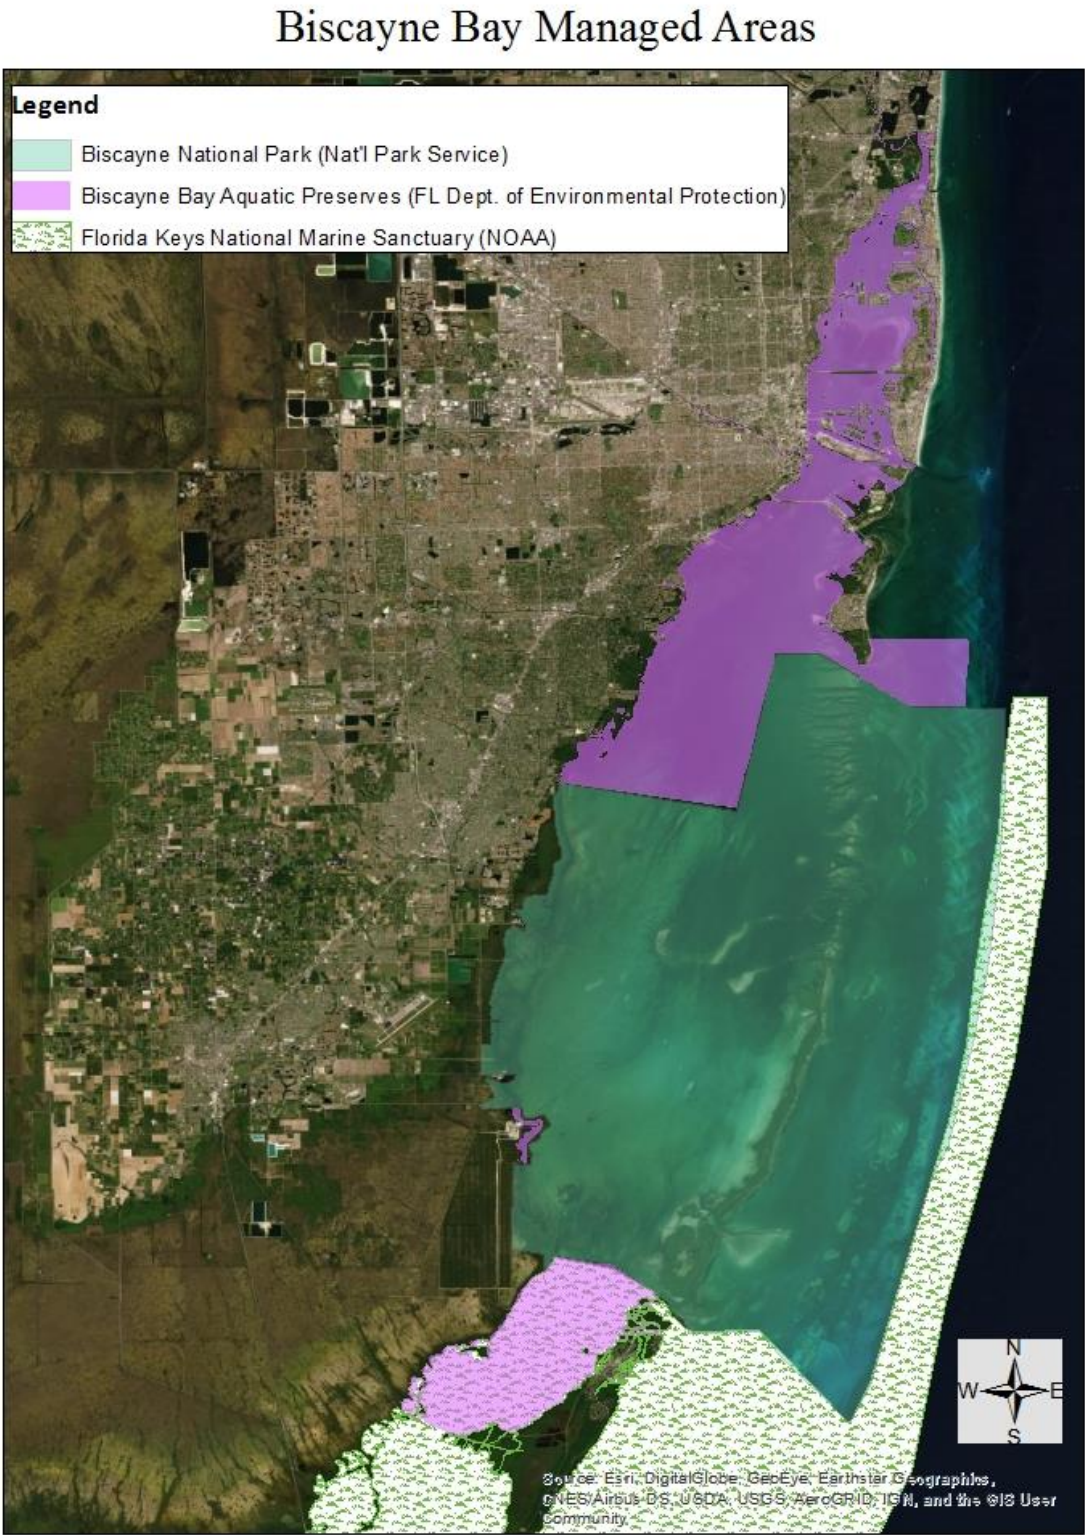 Biscayne Bay Managed Areas
Legend
Biscayne National Park (Nat'l Park Service)
Biscayne Bay Aquatic Preserves (FL Dept. of Environmental Protection)
Florida Keys National Marine Sanctuary (NOAA)
N
W E
S
Source: Esri, DigitalGlobe, GeoEye, Earthstar Geographics,
CNES/Airbus DS, USDA, USGS, AeroGRID, IGN, and the GIS User
Community